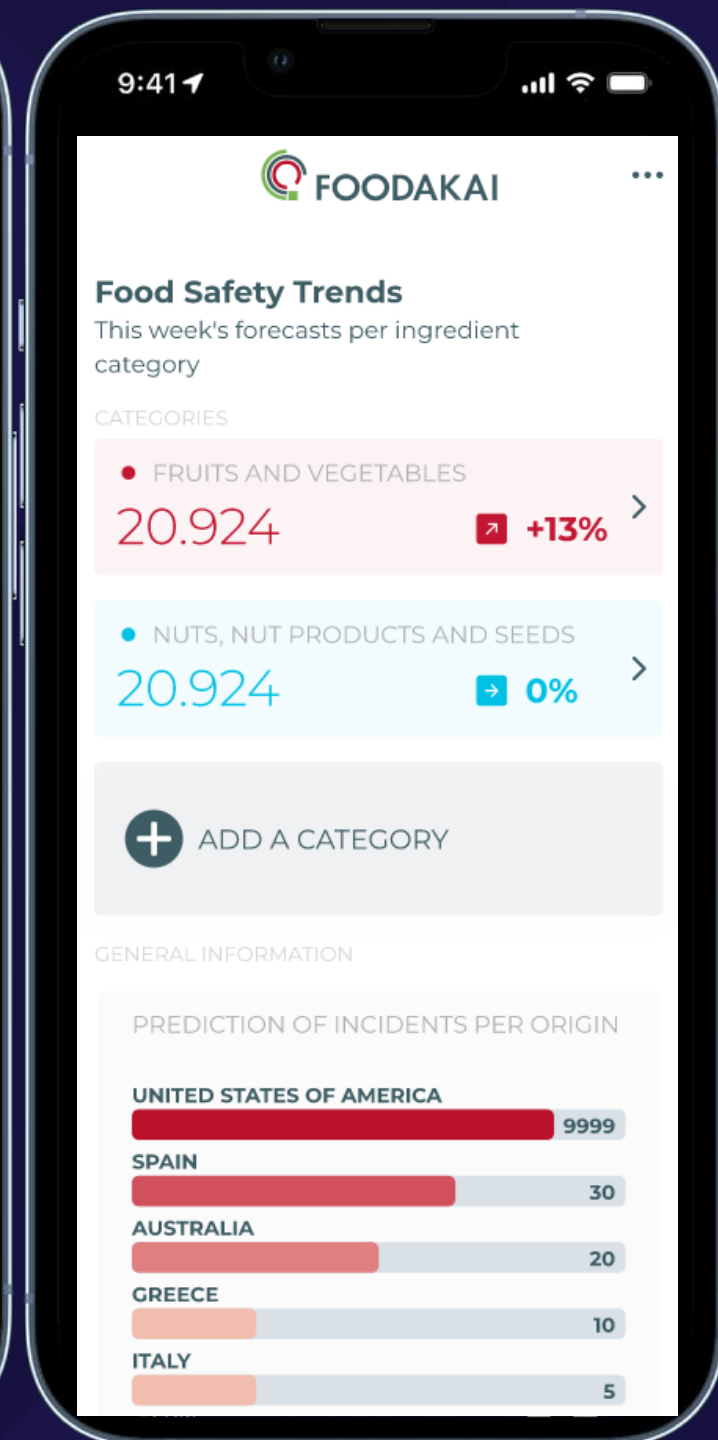 9:41
FOODAKAI
Food Safety Trends
This week's forecasts per ingredient
category
CATEGORIES
FRUITS AND VEGETABLES
20.924
+13%
NUTS, NUT PRODUCTS AND SEEDS
20.924
0%
ADD A CATEGORY
GENERAL INFORMATION
PREDICTION OF INCIDENTS PER ORIGIN
UNITED STATES OF AMERICA
9999
SPAIN
30
AUSTRALIA
20
GREECE
10
ITALY
5